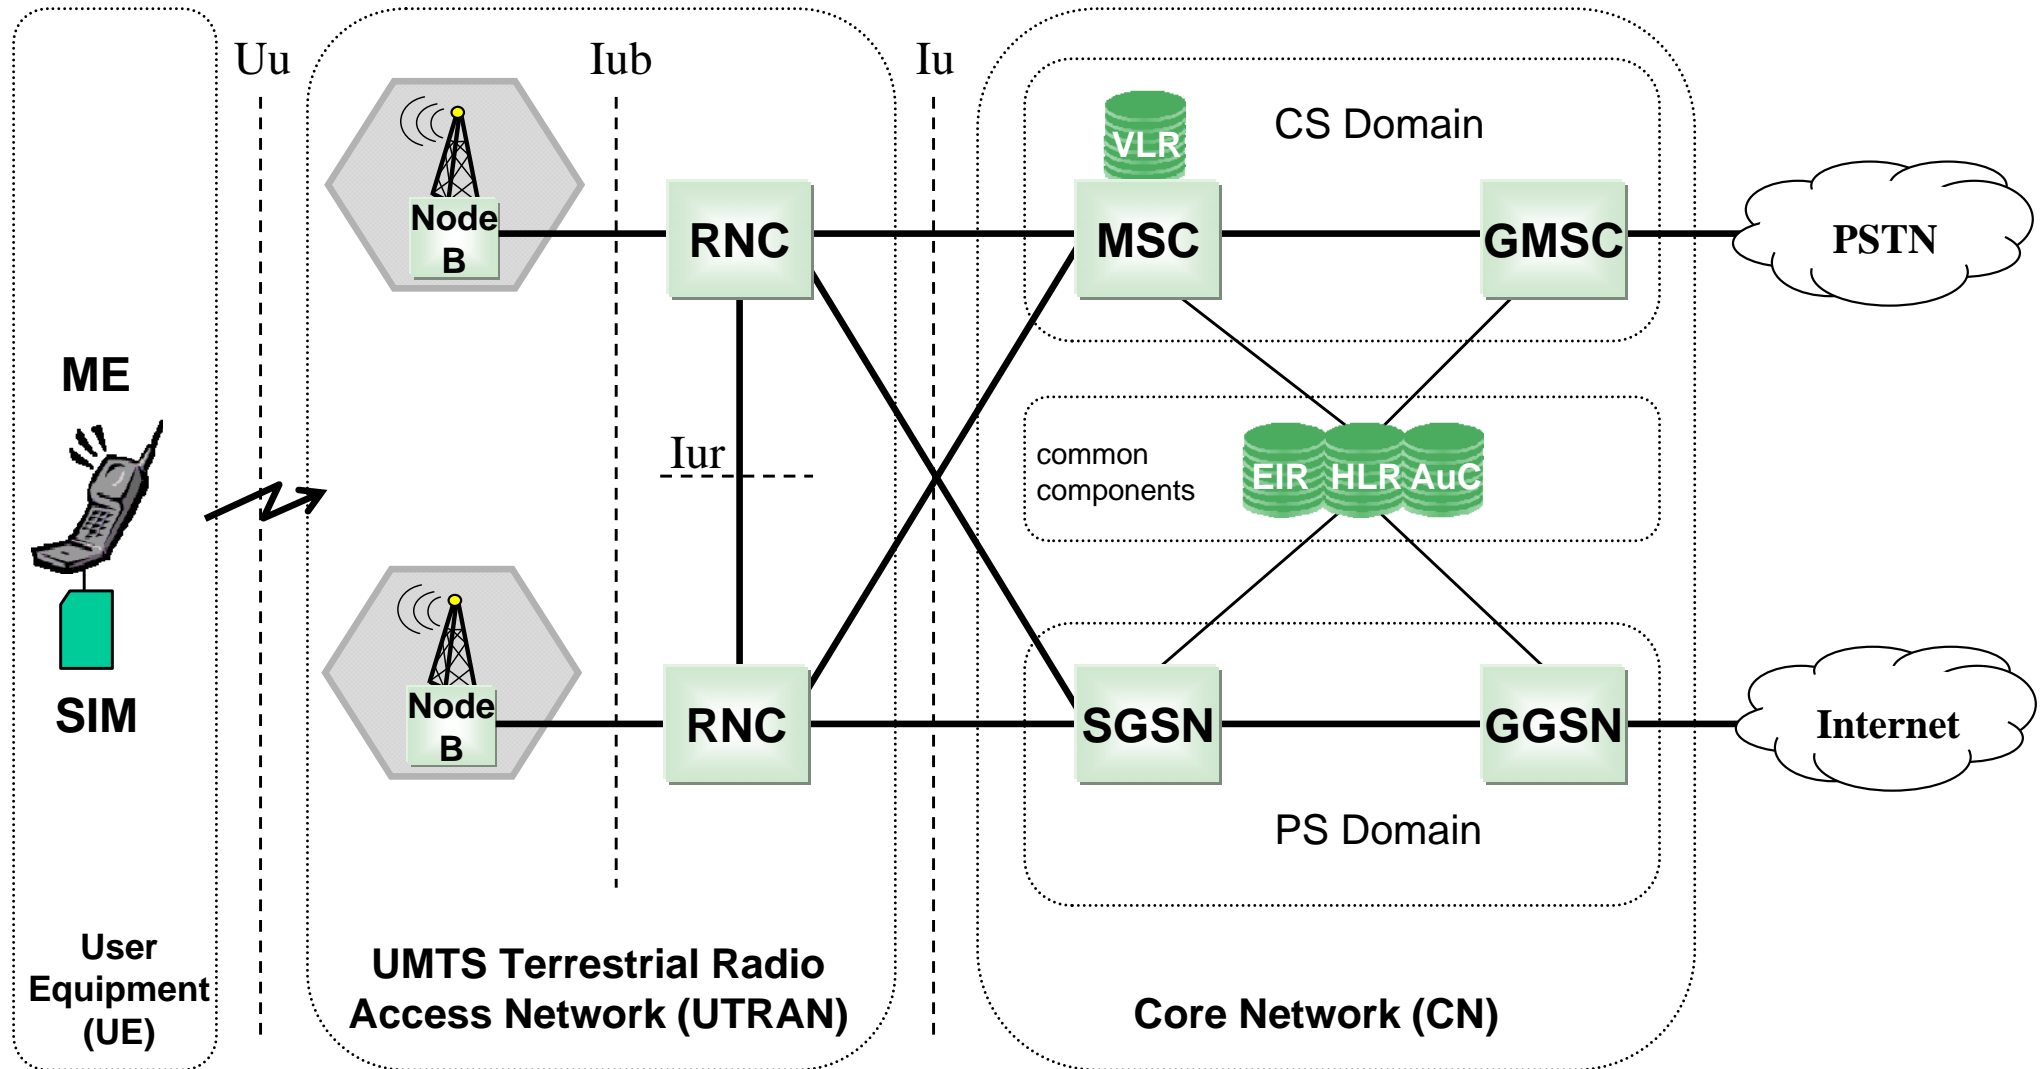 Uu
Iub
Iu
CS Domain
VLR
Node
B
RNC
MSC
GMSC
PSTN
ME
Iur
common
components
EIR
HLR
AuC
SIM
Node
B
RNC
SGSN
GGSN
Internet
PS Domain
User
Equipment
(UE)
UMTS Terrestrial Radio
Access Network (UTRAN)
Core Network (CN)